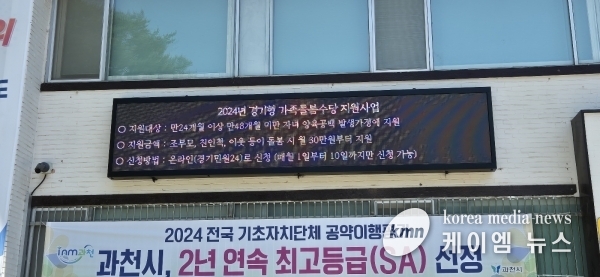 2024년 경기형 가족돌봄수당 지원사업
○ 지원대상 : 만24개월 이상 만48개월 미만 자녀 양육공백 발생가정에 지원
○ 지원금액 : 조부모, 친인척, 이웃 등이 돌봄 시 월 30만원부터 지원
○ 신청방법 : 온라인(경기민원24)로 신청 (매월 1일부터 10일까지만 신청 가능)
2024 전국 기초자치단체 공약이행
kmn
korea media news
케이엠 뉴스
inm과천
과천시, 2년 연속 최고등급(SA) 선정
과천시